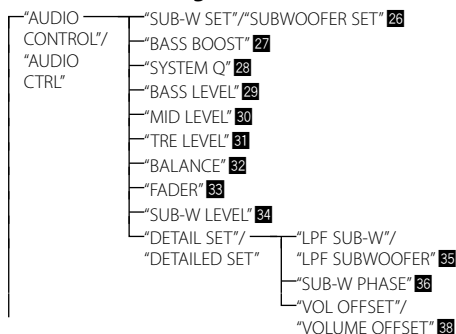 "AUDIO CONTROL"/ "AUDIO CTRL"
"SUB-W SET"/"SUBWOOFER SET" 26
"BASS BOOST" 27
"SYSTEM Q" 28
"BASS LEVEL" 29
"MID LEVEL" 30
"TRE LEVEL" 31
"BALANCE" 32
"FADER" 33
"SUB-W LEVEL" 34
"DETAIL SET"/
"DETAILED SET"
"LPF SUB-W"/
"LPF SUBWOOFER" 35
"SUB-W PHASE" 36
"VOL OFFSET"/
"VOLUME OFFSET" 38